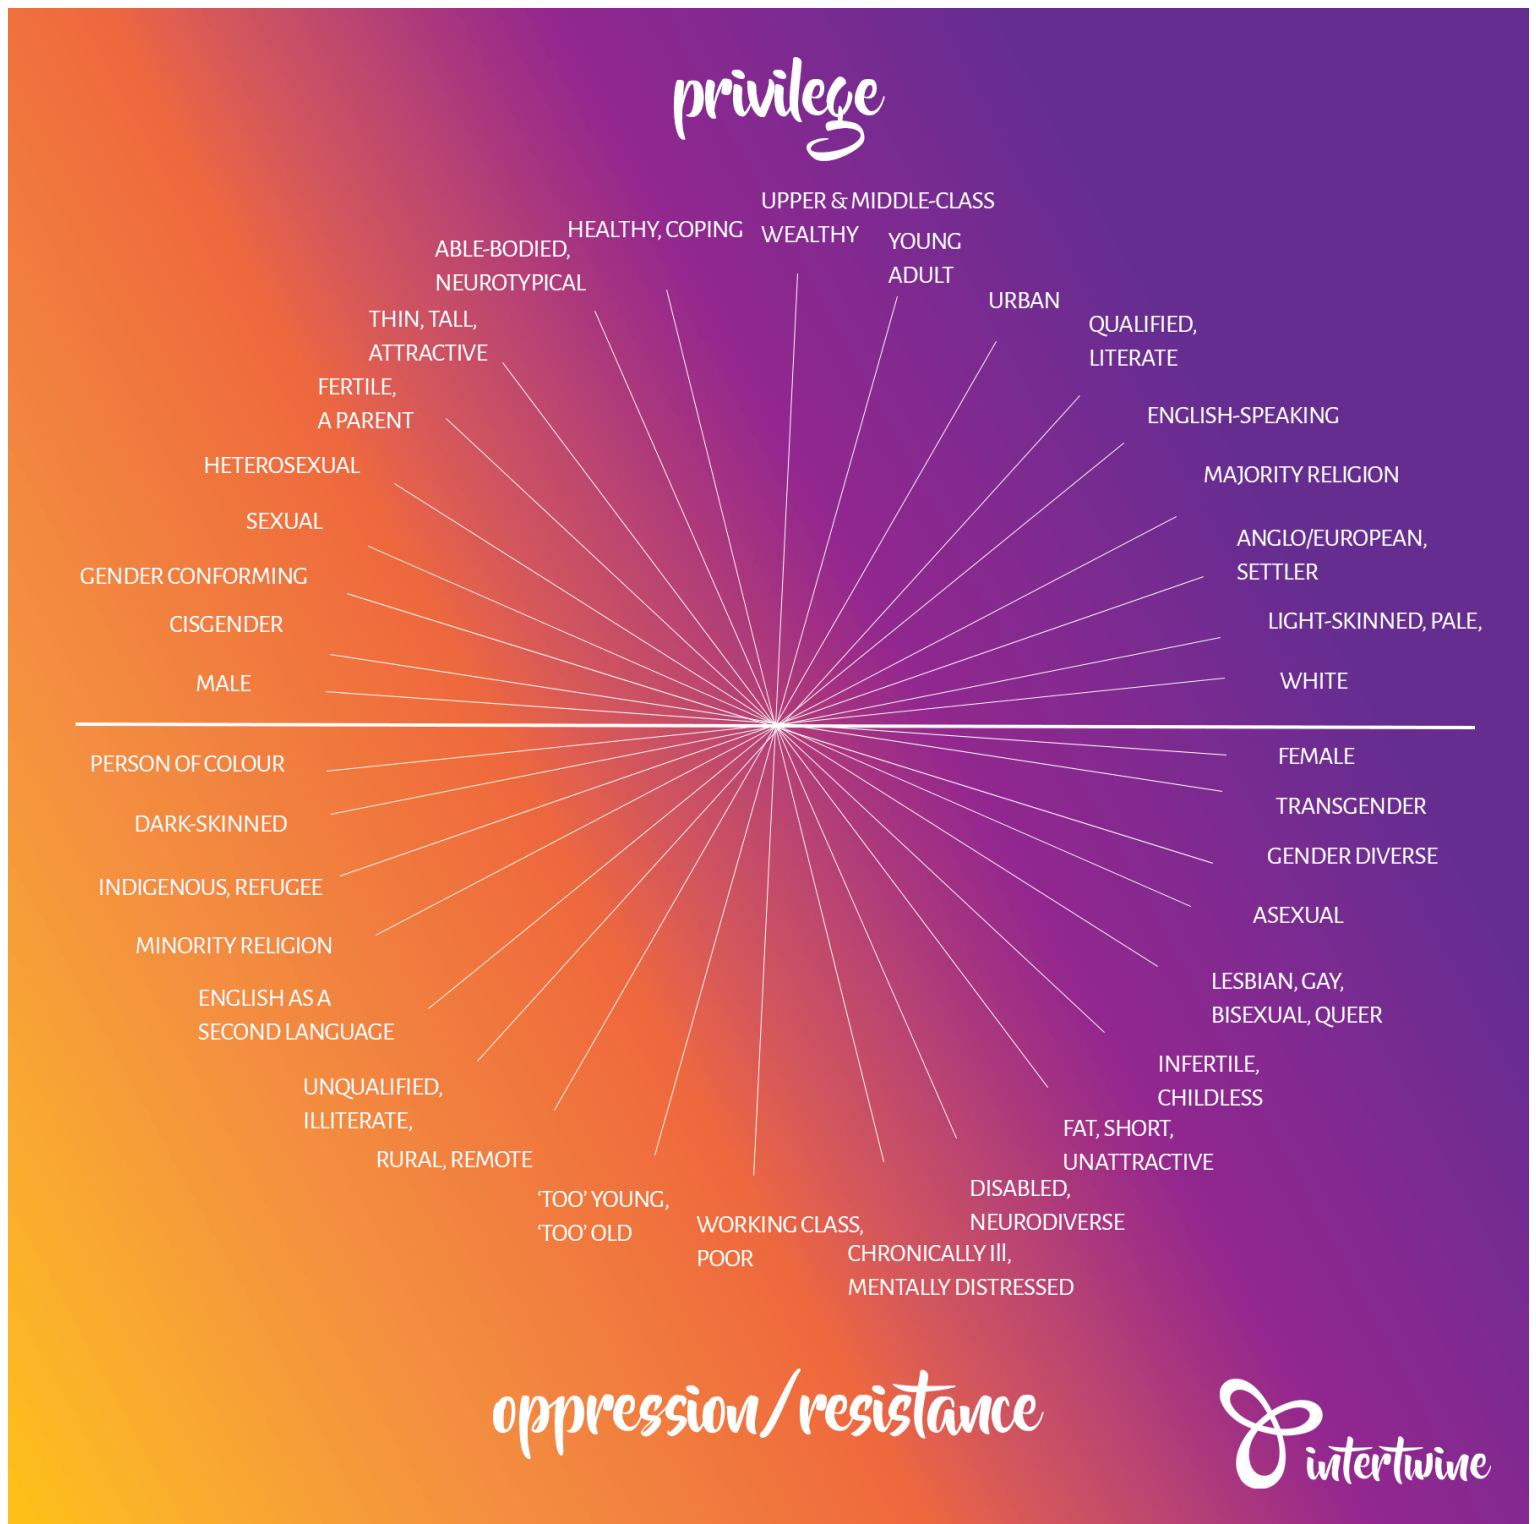 privilege
UPPER & MIDDLE-CLASS
WEALTHY
HEALTHY, COPING
YOUNG
ADULT
ABLE-BODIED,
NEUROTYPICAL
URBAN
THIN, TALL,
ATTRACTIVE
QUALIFIED,
LITERATE
FERTILE,
A PARENT
ENGLISH-SPEAKING
HETEROSEXUAL
MAJORITY RELIGION
SEXUAL
ANGLO/EUROPEAN,
SETTLER
GENDER CONFORMING
CISGENDER
LIGHT-SKINNED, PALE,
MALE
WHITE
PERSON OF COLOUR
FEMALE
DARK-SKINNED
TRANSGENDER
INDIGENOUS, REFUGEE
GENDER DIVERSE
MINORITY RELIGION
ASEXUAL
ENGLISH AS A
SECOND LANGUAGE
LESBIAN, GAY,
BISEXUAL, QUEER
UNQUALIFIED,
ILLITERATE,
INFERTILE,
CHILDLESS
RURAL, REMOTE
FAT, SHORT,
UNATTRACTIVE
‘TOO’ YOUNG,
‘TOO’ OLD
DISABLED,
NEURODIVERSE
WORKING CLASS,
POOR
CHRONICALLY Ill,
MENTALLY DISTRESSED
oppression/resistance
intertwine